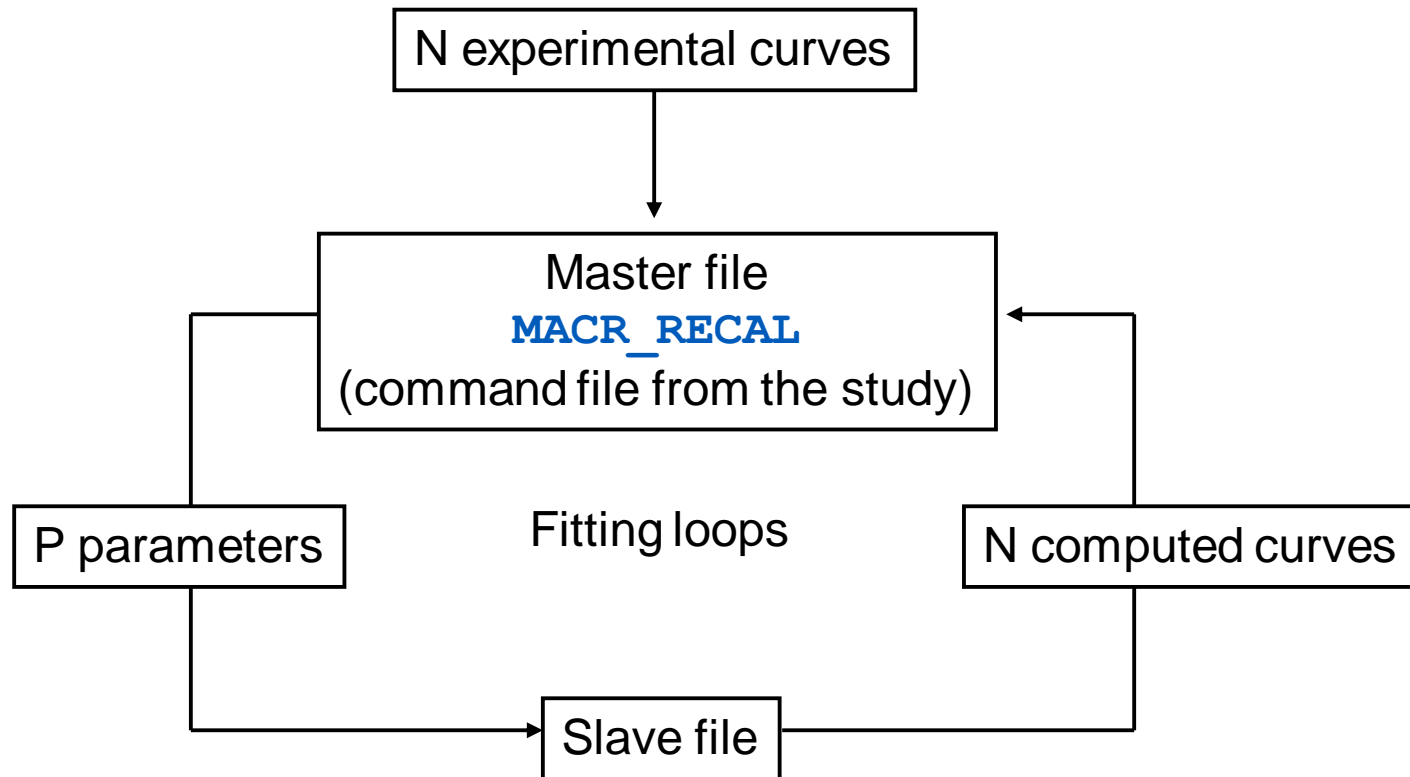 N experimental curves
Master file
MACR_RECAL
(command file from the study)
P parameters
Fitting loops
N computed curves
Slave file